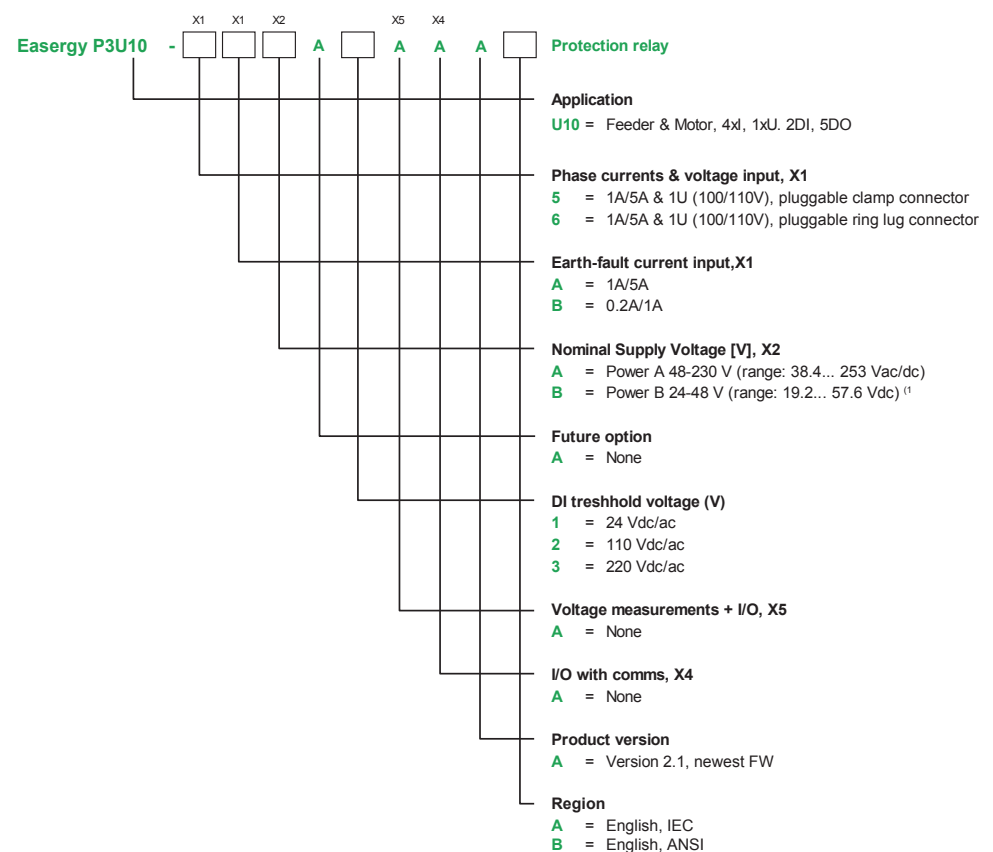 X1 X1 X2 X5 X4
Easergy P3U10 - A A A A Protection relay
Application
U10 = Feeder & Motor, 4xI, 1xU. 2DI, 5DO
Phase currents & voltage input, X1
5 = 1A/5A & 1U (100/110V), pluggable clamp connector
6 = 1A/5A & 1U (100/110V), pluggable ring lug connector
Earth-fault current input,X1
A = 1A/5A
B = 0.2A/1A
Nominal Supply Voltage [V], X2
A = Power A 48-230 V (range: 38.4... 253 Vac/dc)
B = Power B 24-48 V (range: 19.2... 57.6 Vdc) (1
Future option
A = None
DI treshhold voltage (V)
1 = 24 Vdc/ac
2 = 110 Vdc/ac
3 = 220 Vdc/ac
Voltage measurements + I/O, X5
A = None
I/O with comms, X4
A = None
Product version
A = Version 2.1, newest FW
Region
A = English, IEC
B = English, ANSI